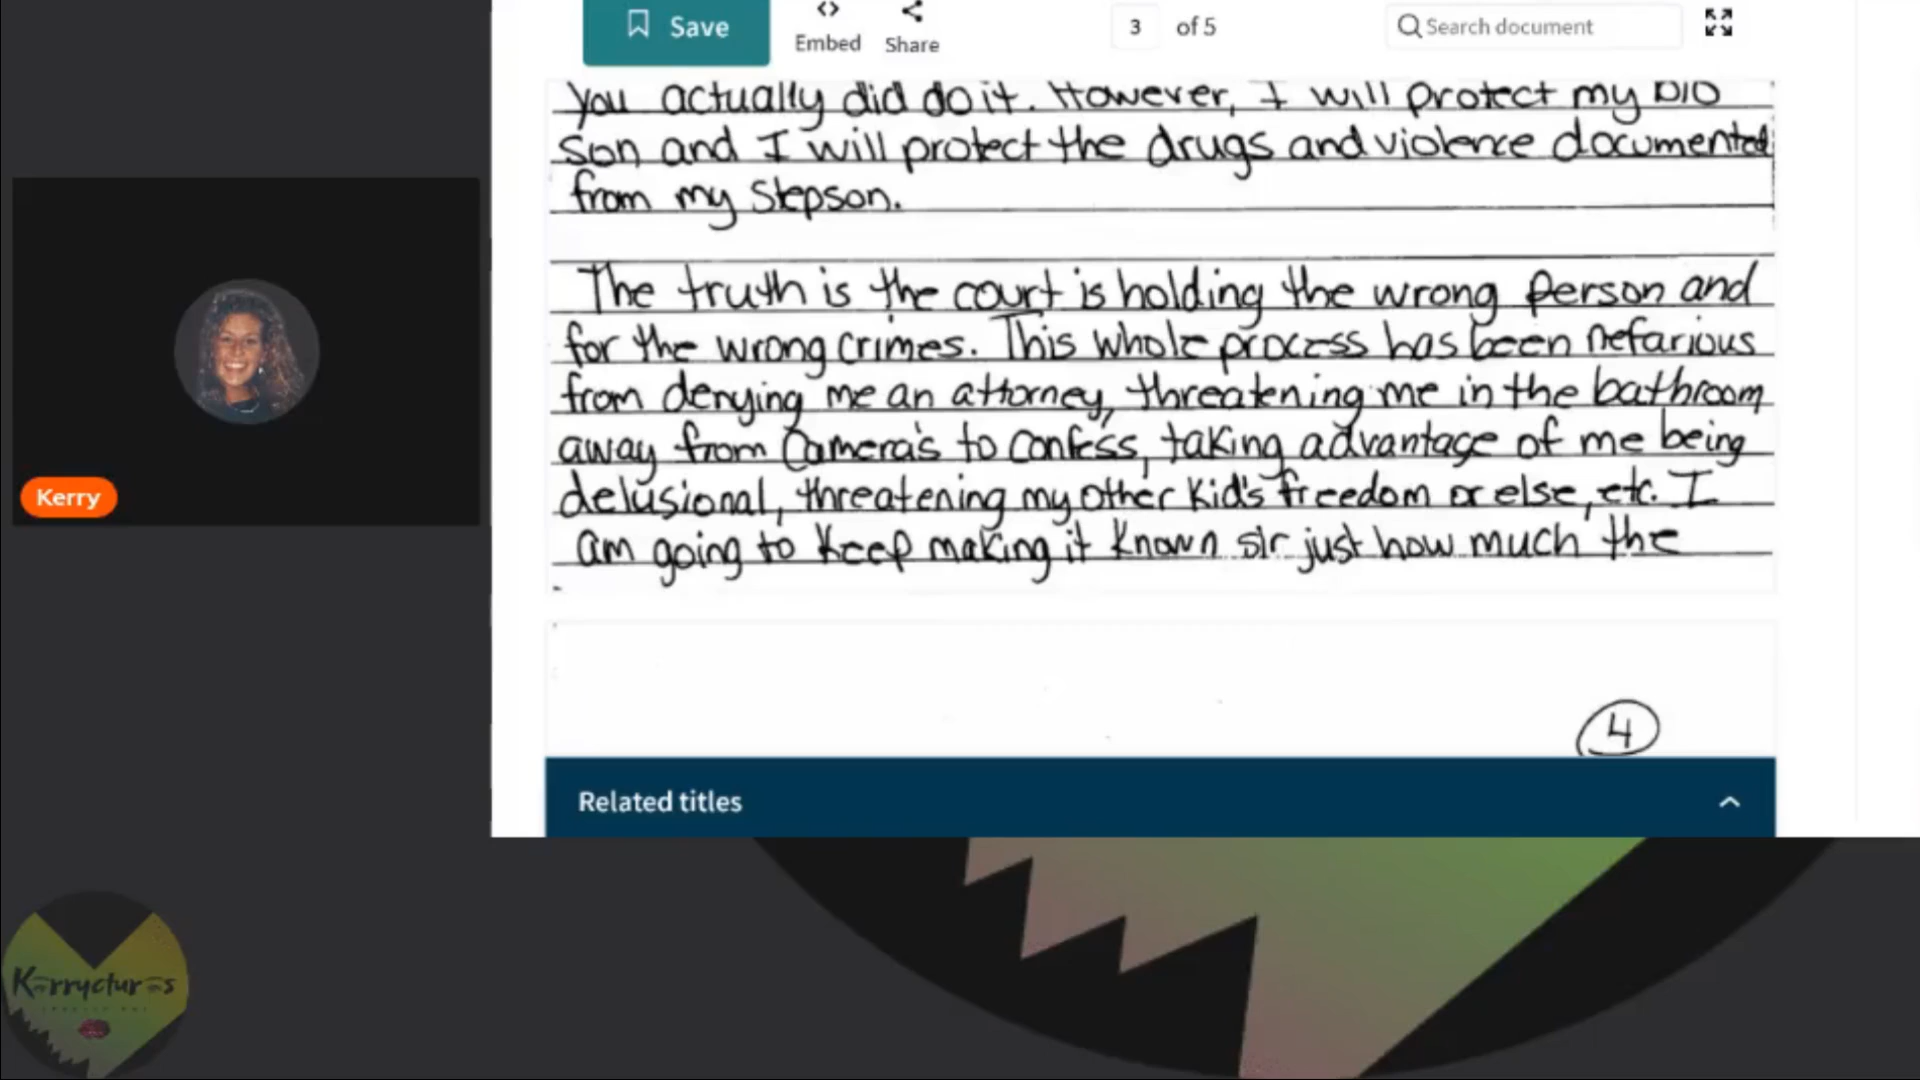 Save
Embed
Share
3 of 5
Search document
You actually did do it. However, I will protect my bio
son and I will protect the drugs and violence documented
from my stepson.
The truth is the court is holding the wrong person and
for the wrong crimes. This whole process has been nefarious
from denying me an attorney, threatening me in the bathroom
away from Camera's to confess, taking advantage of me being
delusional, threatening my other kid's freedom or else, etc. I
am going to keep making it known sir just how much the
4
Related titles
Kerry
Kerryctures